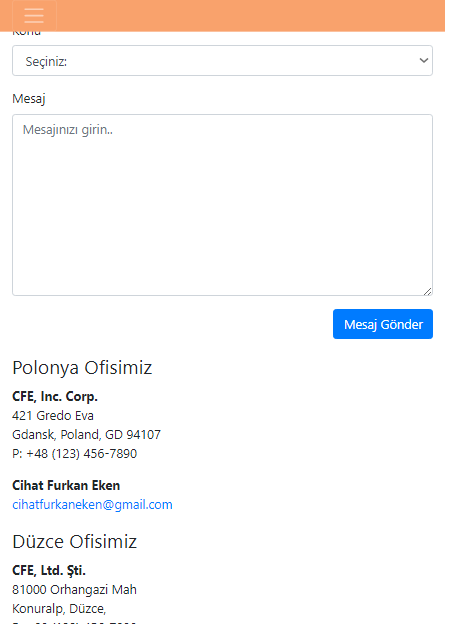 Konu
Seçiniz:
Mesaj
Mesajınızı girin..
Mesaj Gönder
Polonya Ofisimiz
CFE, Inc. Corp.
421 Gredo Eva
Gdansk, Poland, GD 94107
P: +48 (123) 456-7890
Cihat Furkan Eken
cihatfurkaneken@gmail.com
Düzce Ofisimiz
CFE, Ltd. Şti.
81000 Orhangazi Mah
Konuralp, Düzce,